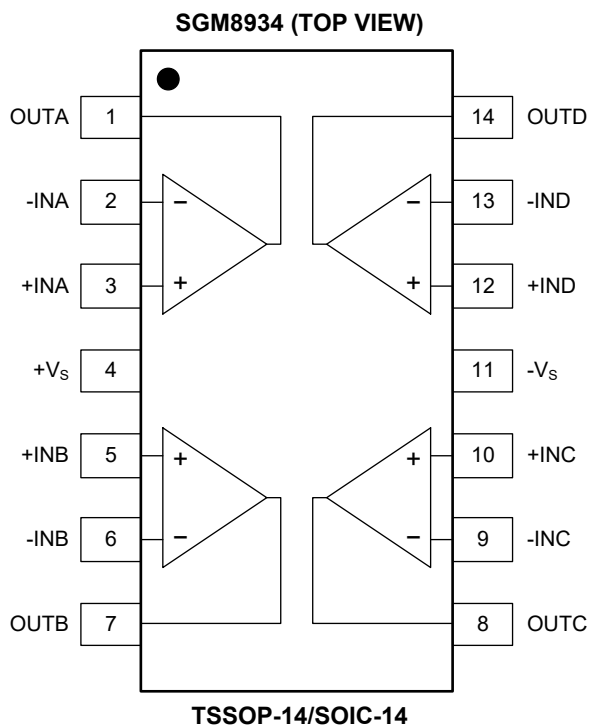 SGM8934 (TOP VIEW)
OUTA 1 14 OUTD
-INA 2 − − 13 -IND
+INA 3 + + 12 +IND
+VS 4 11 -VS
+INB 5 + + 10 +INC
-INB 6 − − 9 -INC
OUTB 7 8 OUTC
TSSOP-14/SOIC-14